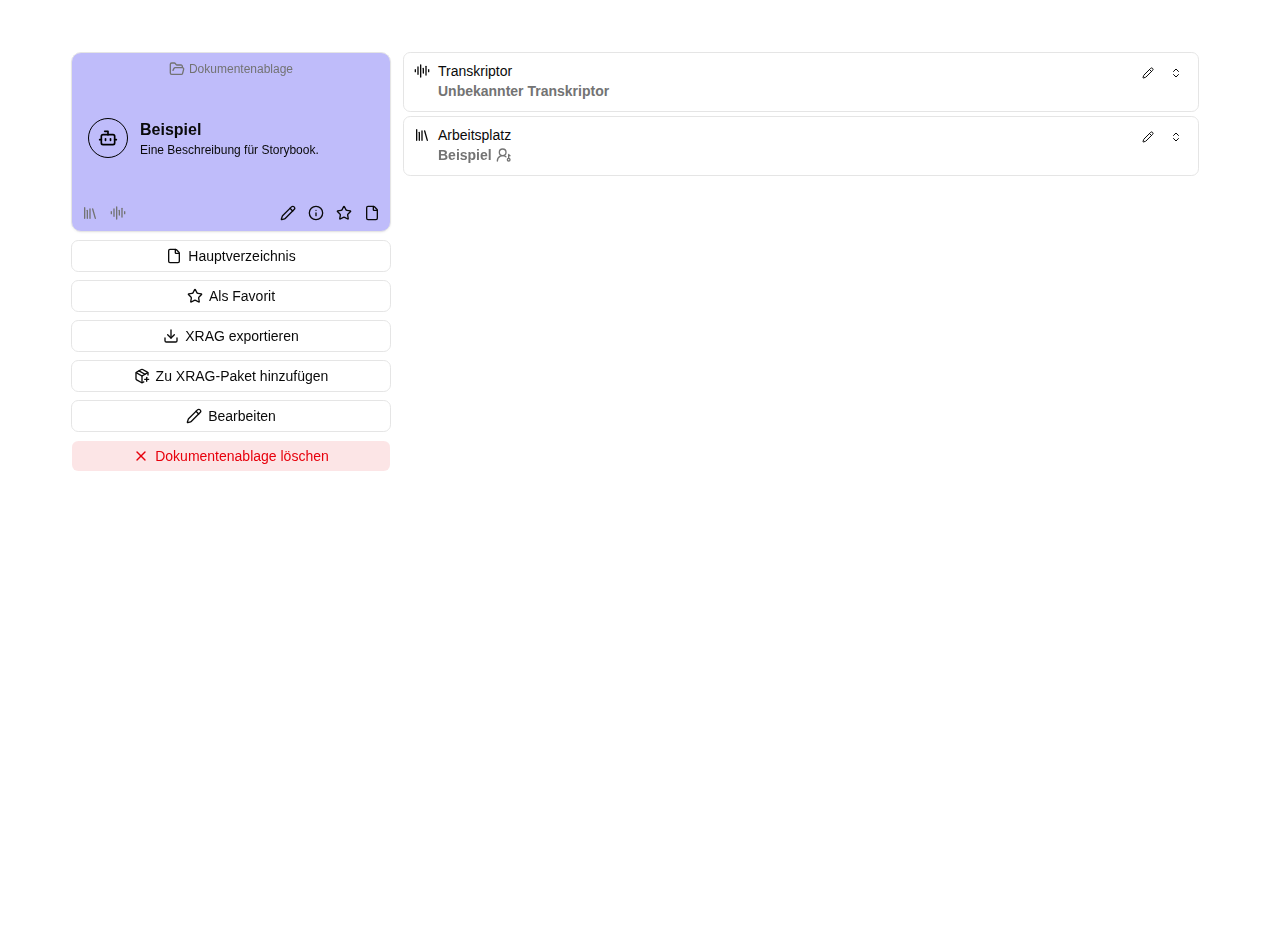 Dokumentenablage
Beispiel
Eine Beschreibung für Storybook.
Hauptverzeichnis
Als Favorit
XRAG exportieren
Zu XRAG-Paket hinzufügen
Bearbeiten
Dokumentenablage löschen
Transkriptor
Unbekannter Transkriptor
Arbeitsplatz
Beispiel